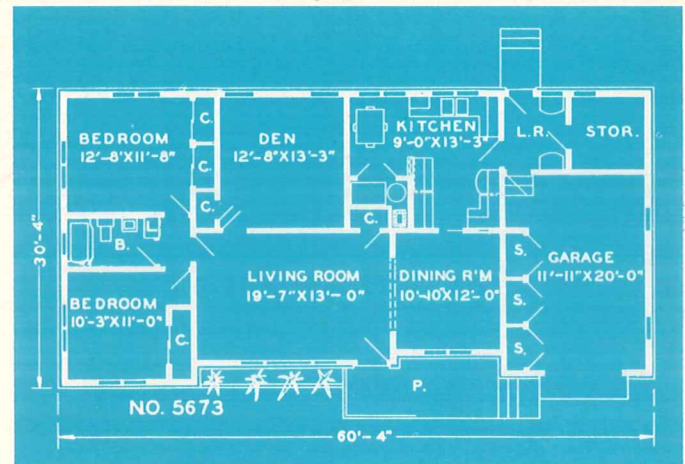 BEDROOM
12'-8"X11'-8"
C.
C.
C.
DEN
12'-8"X13'-3"
KITCHEN
9'-0"X13'-3"
L.R.
STOR.
30'-4"
B.
C.
BEDROOM
10'-3"X11'-0"
C.
LIVING ROOM
19'-7"X13'-0"
DINING R'M
10'-10"X12'-0"
S.
S.
S.
GARAGE
11'-11"X20'-0"
P.
NO. 5673
60'-4"